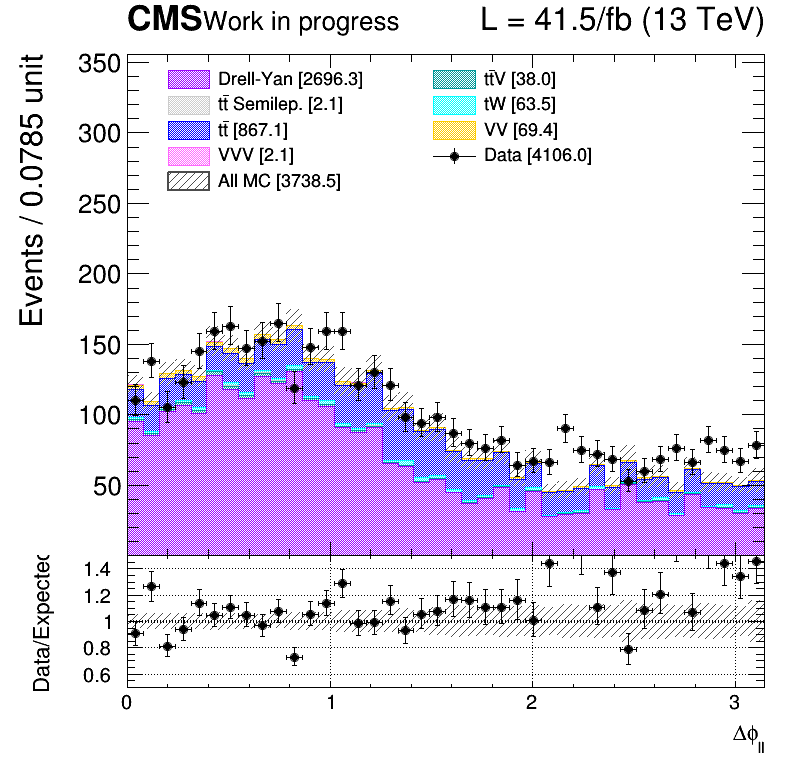 CMS Work in progress L = 41.5/fb (13 TeV)
Events / 0.0785 unit
350
300
250
200
150
100
50
Drell-Yan [2696.3]
tt̄ Semilep. [2.1]
tt̄ [867.1]
VVV [2.1]
All MC [3738.5]
tt̄V [38.0]
tW [63.5]
VV [69.4]
Data [4106.0]
Data/Expected
1.4
1.2
1
0.8
0.6
0 1 2 3
Δϕ_ll